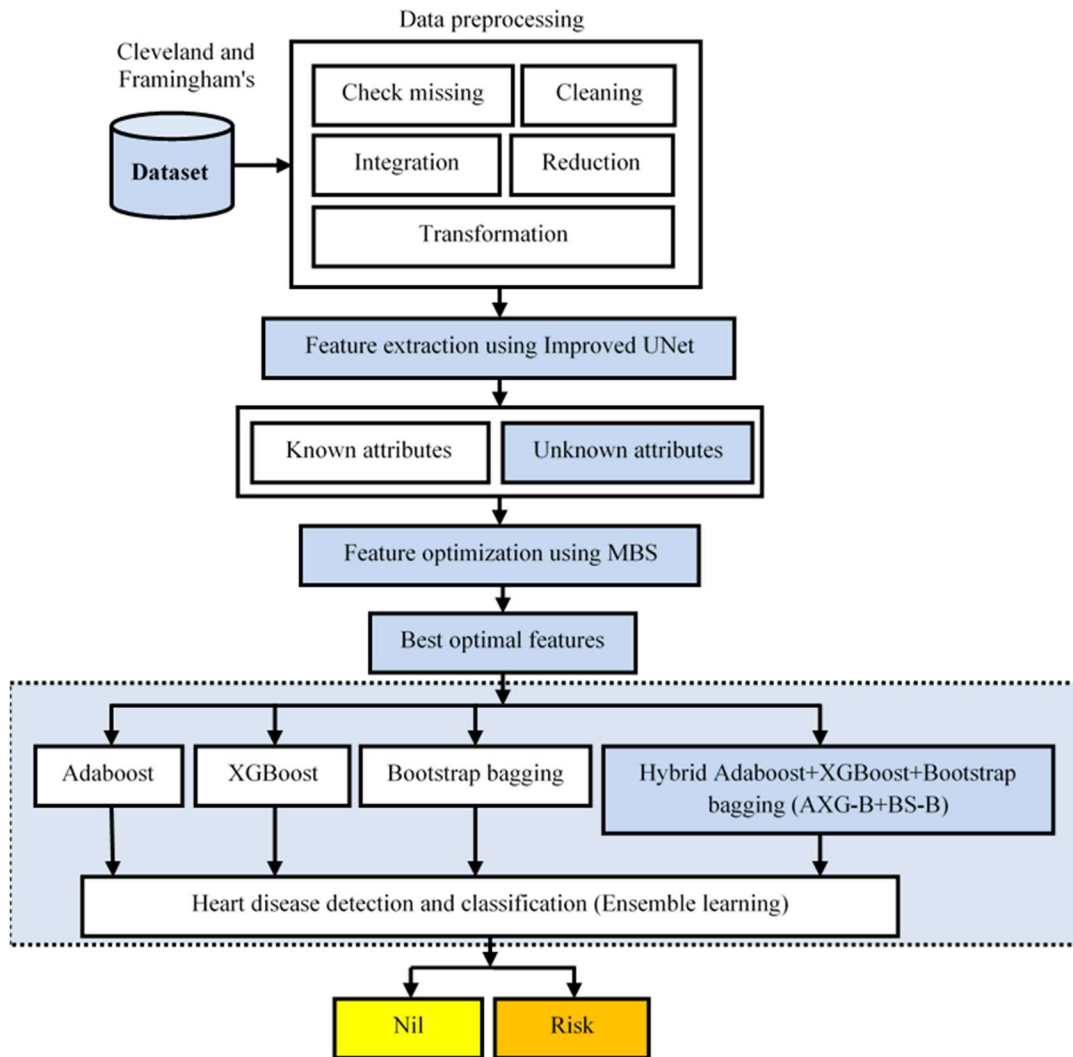 Data preprocessing
Cleveland and
Framingham's
Dataset
Check missing
Cleaning
Integration
Reduction
Transformation
Feature extraction using Improved UNet
Known attributes
Unknown attributes
Feature optimization using MBS
Best optimal features
Adaboost
XGBoost
Bootstrap bagging
Hybrid Adaboost+XGBoost+Bootstrap
bagging (AXG-B+BS-B)
Heart disease detection and classification (Ensemble learning)
Nil
Risk